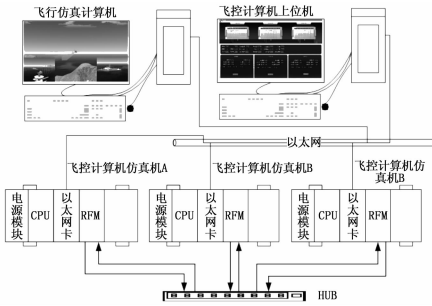 飞行仿真计算机
飞控计算机上位机
以太网
飞控计算机仿真机A
飞控计算机仿真机B
飞控计算机仿
真机B
电源模块
CPU
以太网卡
RFM
电源模块
CPU
以太网卡
RFM
电源模块
CPU
以太网卡
RFM
HUB